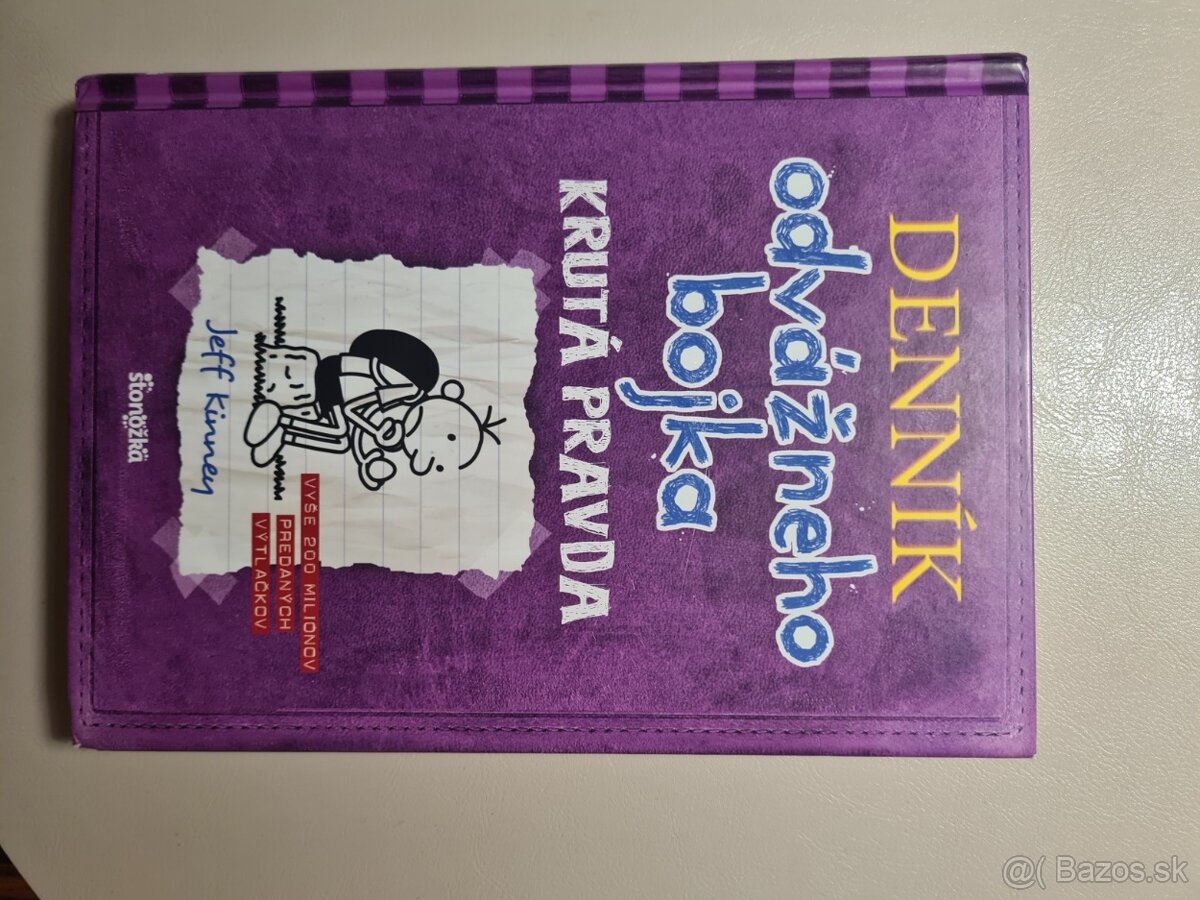 DENNÍK
odvážneho
bojka
KRUTÁ PRAVDA
VYŠE 200 MILIÓNOV
PREDANÝCH
VÝTLAČKOV
Jeff Kinney
stonožka
@( Bazos.sk